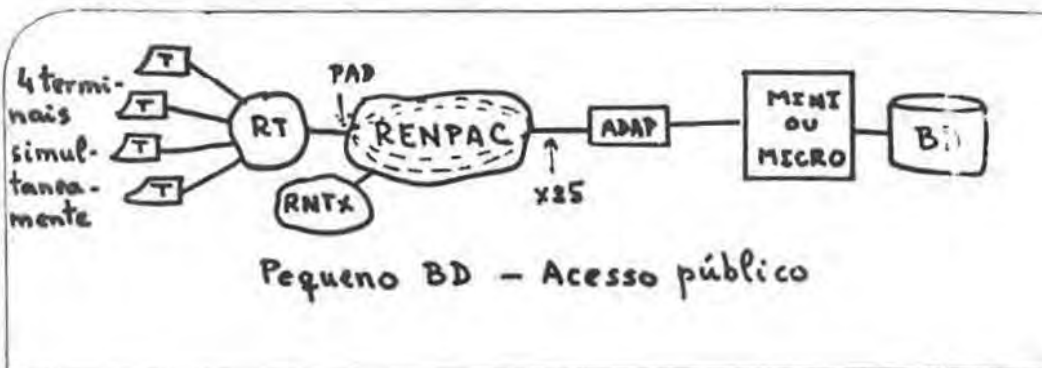 4 termi-
nais
simul-
tanea-
mente
T
T
T
T
RT
PAD
RENPAC
RNTX
X25
ADAP
MINI
OU
MICRO
Pequeno BD – Acesso público